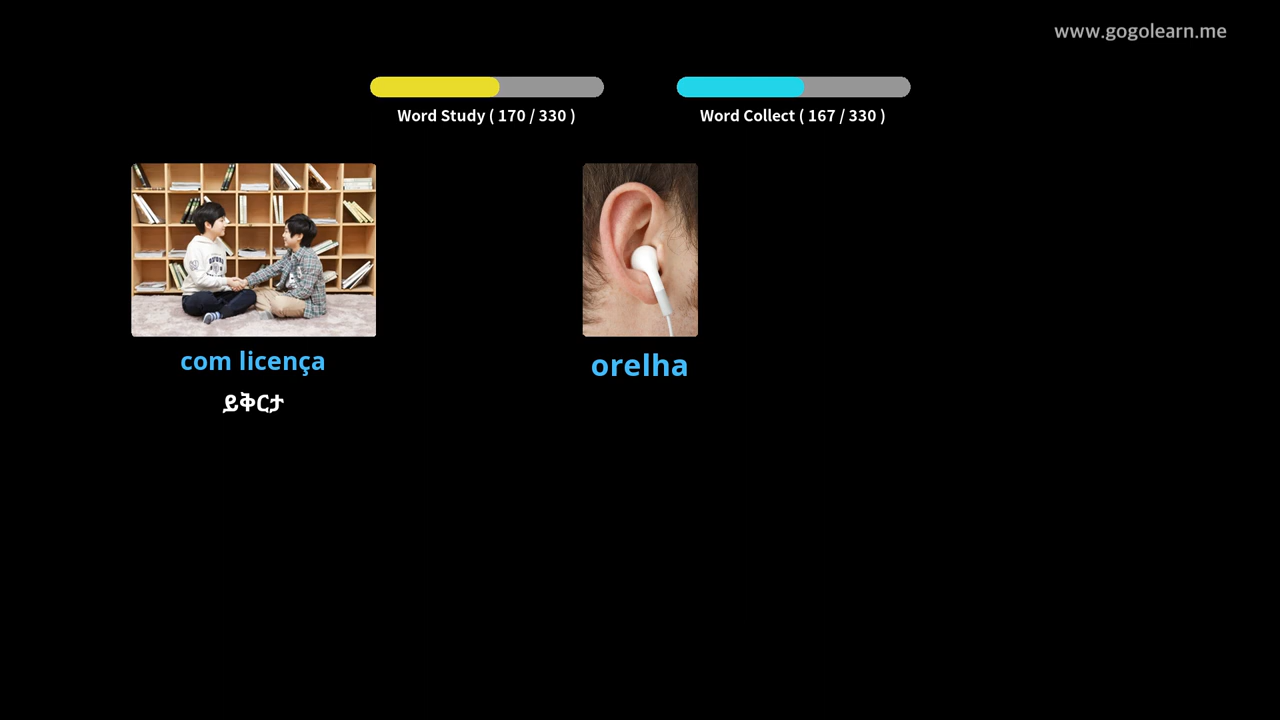 www.gogolearn.me
Word Study ( 170 / 330 )
Word Collect ( 167 / 330 )
com licença
ይቅርታ
orelha